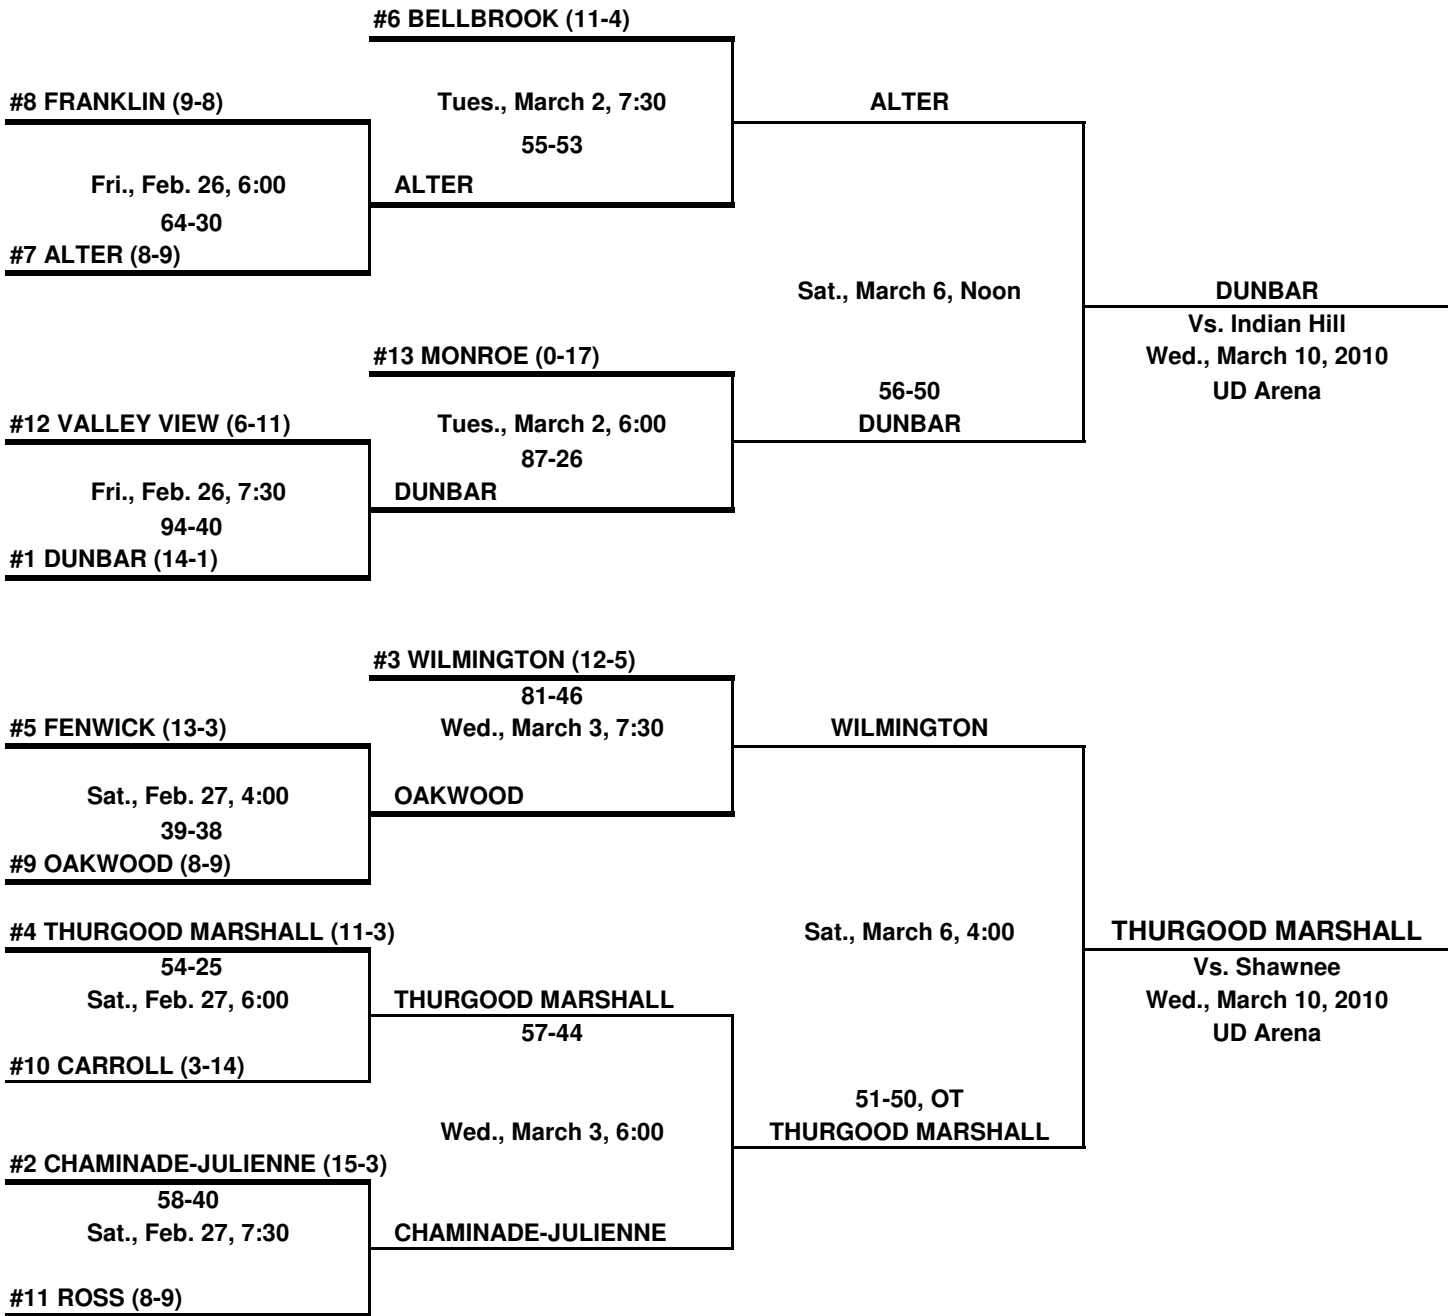 #6 BELLBROOK (11-4)
#8 FRANKLIN (9-8)
Tues., March 2, 7:30
ALTER
55-53
Fri., Feb. 26, 6:00
ALTER
64-30
#7 ALTER (8-9)
Sat., March 6, Noon
DUNBAR
Vs. Indian Hill
#13 MONROE (0-17)
Wed., March 10, 2010
56-50
UD Arena
#12 VALLEY VIEW (6-11)
Tues., March 2, 6:00
DUNBAR
87-26
Fri., Feb. 26, 7:30
DUNBAR
94-40
#1 DUNBAR (14-1)
#3 WILMINGTON (12-5)
81-46
#5 FENWICK (13-3)
Wed., March 3, 7:30
WILMINGTON
Sat., Feb. 27, 4:00
OAKWOOD
39-38
#9 OAKWOOD (8-9)
#4 THURGOOD MARSHALL (11-3)
Sat., March 6, 4:00
THURGOOD MARSHALL
54-25
Vs. Shawnee
Sat., Feb. 27, 6:00
THURGOOD MARSHALL
Wed., March 10, 2010
57-44
UD Arena
#10 CARROLL (3-14)
51-50, OT
Wed., March 3, 6:00
THURGOOD MARSHALL
#2 CHAMINADE-JULIENNE (15-3)
58-40
Sat., Feb. 27, 7:30
CHAMINADE-JULIENNE
#11 ROSS (8-9)